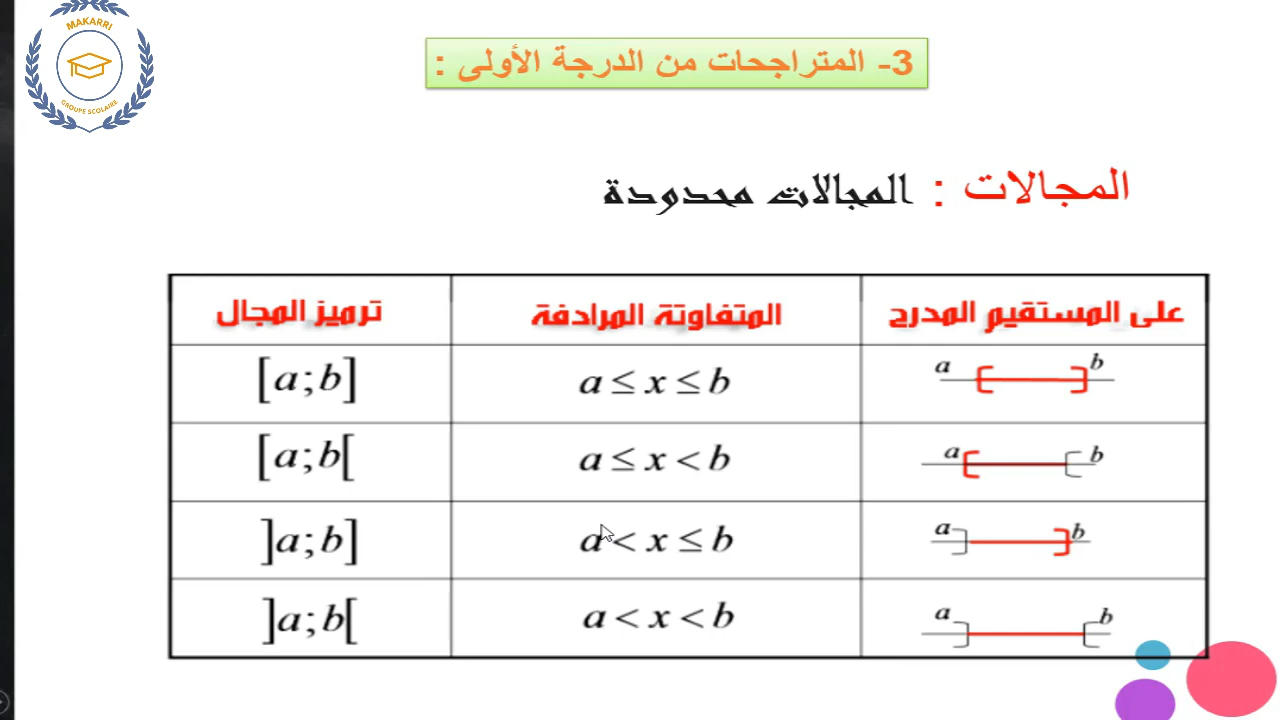 MAKARRI
GROUPE SCOLAIRE
3- المتراجحات من الدرجة الأولى :
المجالات : المجالات محدودة
على المستقيم المدرج المتفاوتة المرادفة ترميز المجال
a b a ≤ x ≤ b [a;b]
a b a ≤ x < b [a;b[
a b a < x ≤ b ]a;b]
a b a < x < b ]a;b[